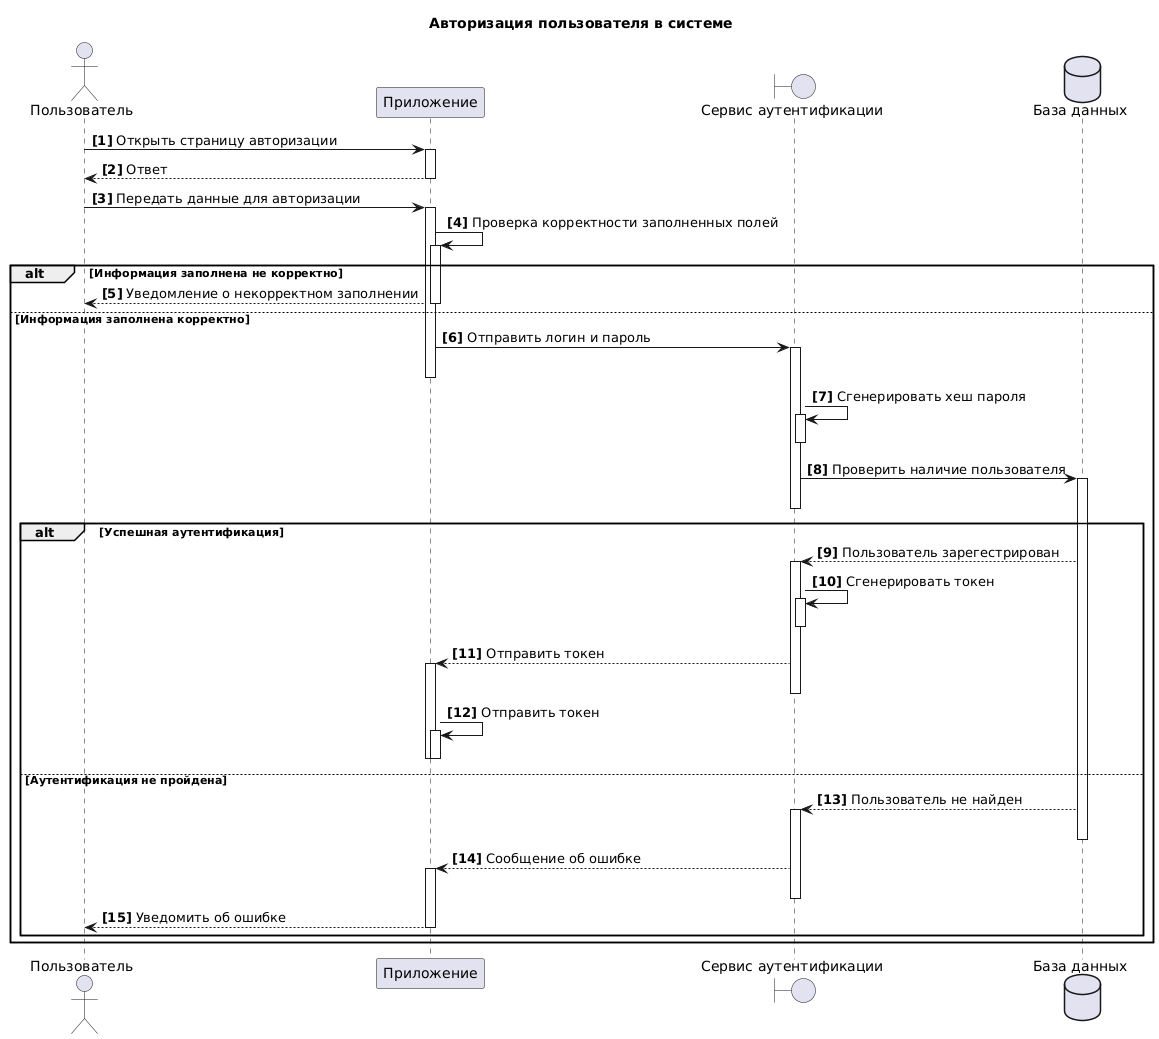 Авторизация пользователя в системе
Пользователь
Приложение
Сервис аутентификации
База данных
[1] Открыть страницу авторизации
[2] Ответ
[3] Передать данные для авторизации
[4] Проверка корректности заполненных полей
alt [Информация заполнена не корректно]
[5] Уведомление о некорректном заполнении
[Информация заполнена корректно]
[6] Отправить логин и пароль
[7] Сгенерировать хеш пароля
[8] Проверить наличие пользователя
alt [Успешная аутентификация]
[9] Пользователь зарегестрирован
[10] Сгенерировать токен
[11] Отправить токен
[12] Отправить токен
[Аутентификация не пройдена]
[13] Пользователь не найден
[14] Сообщение об ошибке
[15] Уведомить об ошибке
Пользователь
Приложение
Сервис аутентификации
База данных